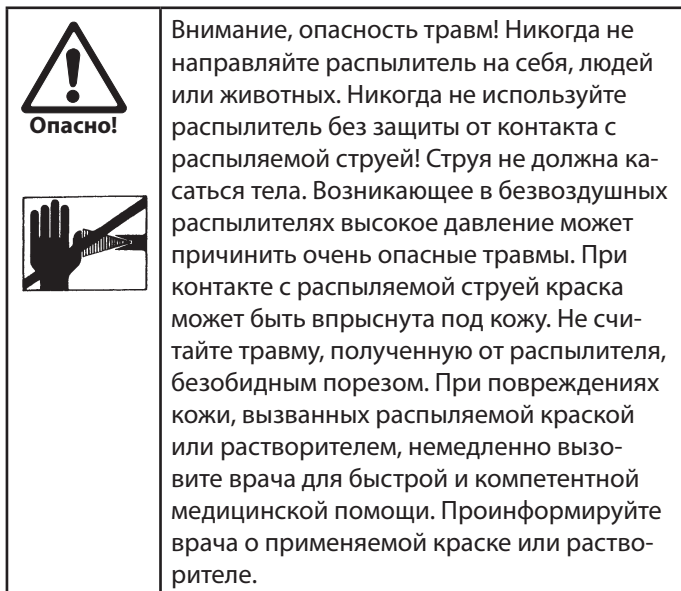 Опасно!
Внимание, опасность травм! Никогда не
направляйте распылитель на себя, людей
или животных. Никогда не используйте
распылитель без защиты от контакта с
распыляемой струей! Струя не должна ка-
саться тела. Возникающее в безвоздушных
распылителях высокое давление может
причинить очень опасные травмы. При
контакте с распыляемой струей краска
может быть впрыснута под кожу. Не счи-
тайте травму, полученную от распылителя,
безобидным порезом. При повреждениях
кожи, вызванных распыляемой краской
или растворителем, немедленно вызо-
вите врача для быстрой и компетентной
медицинской помощи. Проинформируйте
врача о применяемой краске или раство-
рителе.